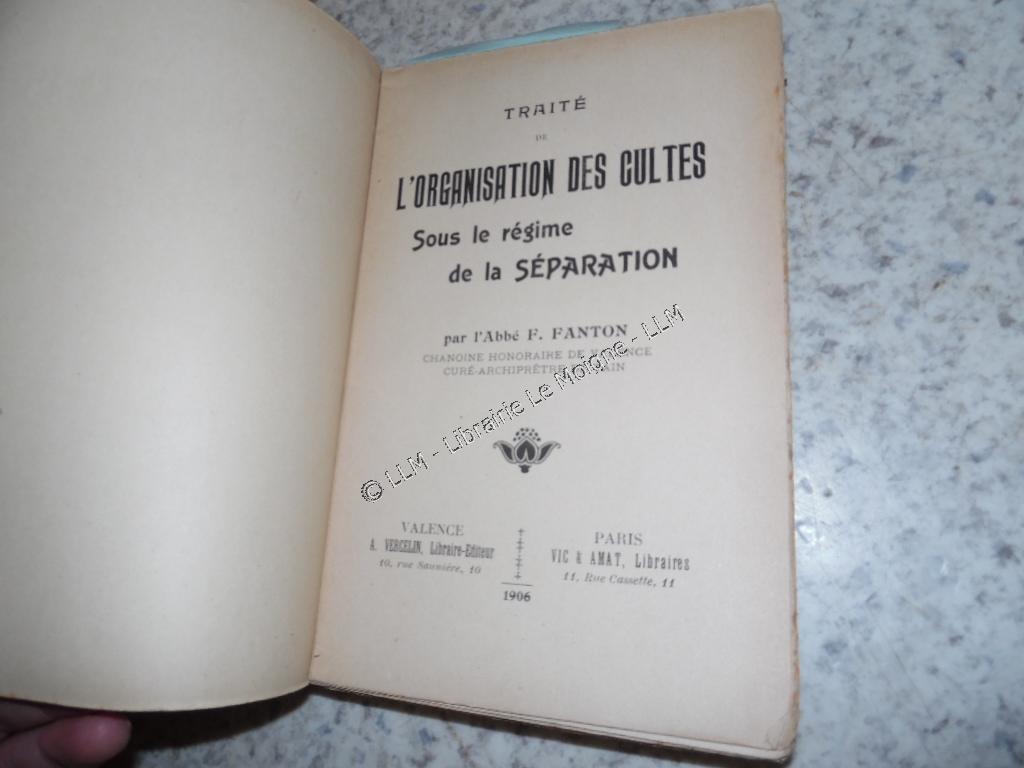 TRAITÉ
DE
L'ORGANISATION DES CULTES
Sous le régime
de la SÉPARATION
par l'Abbé F. FANTON
CHANOINE HONORAIRE DE VALENCE
CURÉ-ARCHIPRÊTRE
© LLM - Librairie Le Moigne - LLM
VALENCE
A. VERCELIN, Libraire-Editeur
10, rue Saunière, 10
PARIS
VIC & AMAT, Libraires
11, Rue Cassette, 11
1906